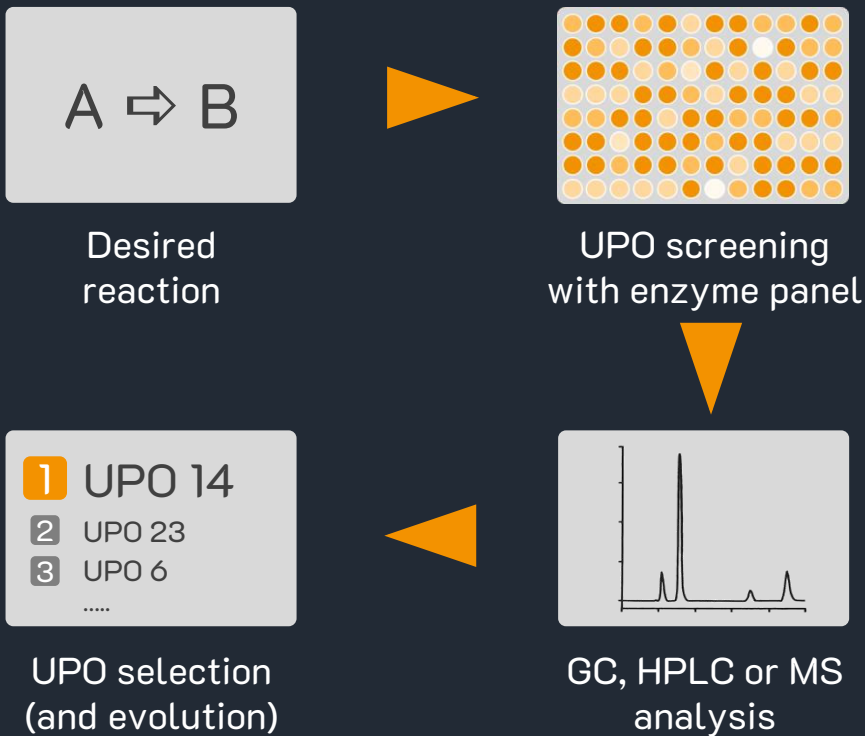 A ⇨ B
Desired
reaction
UPO screening
with enzyme panel
GC, HPLC or MS
analysis
1 UPO 14
2 UPO 23
3 UPO 6
.....
UPO selection
(and evolution)